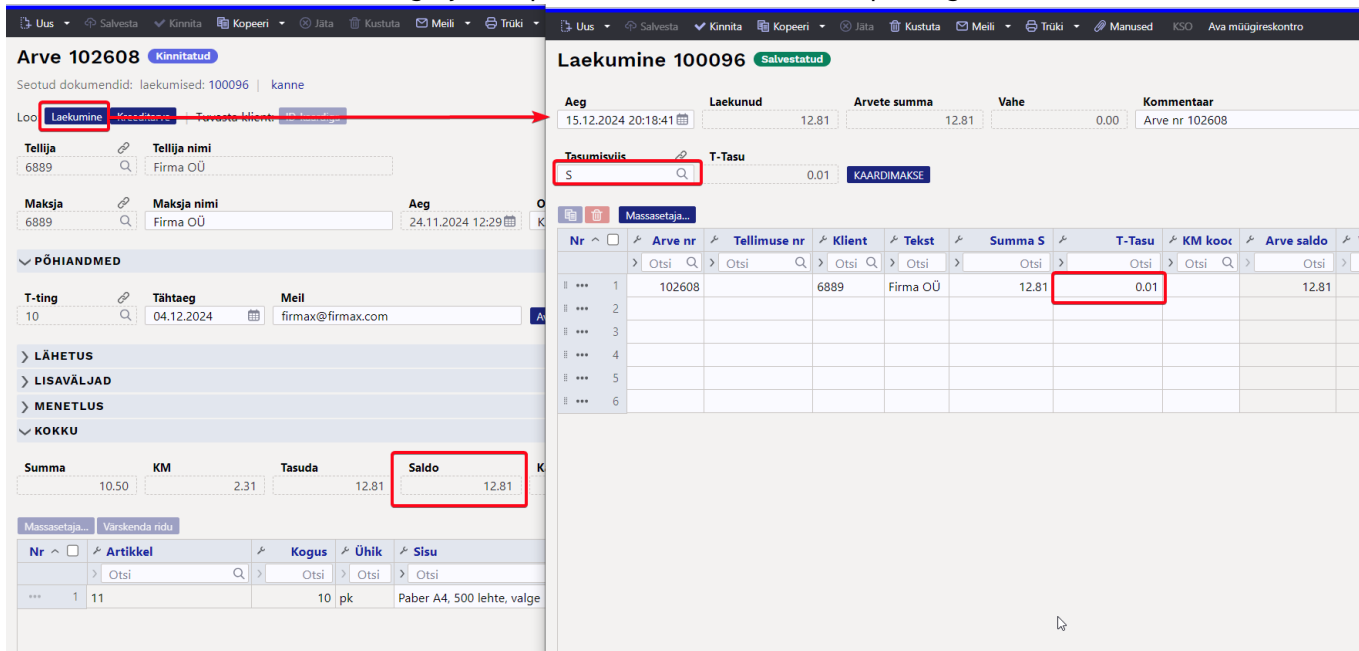 Uus Salvesta Kinnita Kopeeri Jäta Kustuta Meili Trüki
Arve 102608 Kinnitatud
Seotud dokumendid: laekumised: 100096 | kanne
Loo Laekumine Kreeditarve Tuvasta klient: ID-kaardiga
Tellija Tellija nimi
6889 Firma OÜ
Maksja Maksja nimi Aeg O
6889 Firma OÜ 24.11.2024 12:29 K
PÕHIANDMED
T-ting Tähtaeg Meil
10 04.12.2024 firmax@firmax.com
LÄHETUS
LISAVÄLJAD
MENETLUS
KOKKU
Summa KM Tasuda Saldo
10.50 2.31 12.81 12.81
Massasetaja... Värskenda ridu
Nr Artikkel Kogus Ühik Sisu
Otsi Otsi Otsi Otsi
1 11 10 pk Paber A4, 500 lehte, valge
Uus Salvesta Kinnita Kopeeri Jäta Kustuta Meili Trüki Manused KSO Ava müügireskontro
Laekumine 100096 Salvestatud
Aeg Laekunud Arvete summa Vahe Kommentaar
15.12.2024 20:18:41 12.81 12.81 0.00 Arve nr 102608
Tasumisviis T-Tasu
S 0.01 KAARDIMAKSE
Massasetaja...
Nr Arve nr Tellimuse nr Klient Tekst Summa S T-Tasu KM kood Arve saldo
Otsi Otsi Otsi Otsi Otsi Otsi Otsi Otsi
1 102608 6889 Firma OÜ 12.81 0.01 12.81
2
3
4
5
6